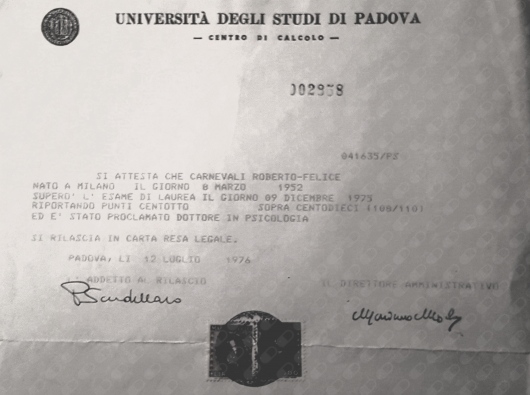 UNIVERSITÀ DEGLI STUDI DI PADOVA
— CENTRO DI CALCOLO —
041635/PS
SI ATTESTA CHE CARNEVALI ROBERTO-FELICE
NATO A MILANO IL GIORNO 8 MARZO 1952
SUPERO' L' ESAME DI LAUREA IL GIORNO 09 DICEMBRE 1975
RIPORTANDO PUNTI CENTOTTO SOPRA CENTODIECI (108/110)
ED E' STATO PROCLAMATO DOTTORE IN PSICOLOGIA
SI RILASCIA IN CARTA RESA LEGALE.
PADOVA, LI 12 LUGLIO 1976
L' ADDETTO AL RILASCIO IL DIRETTORE AMMINISTRATIVO